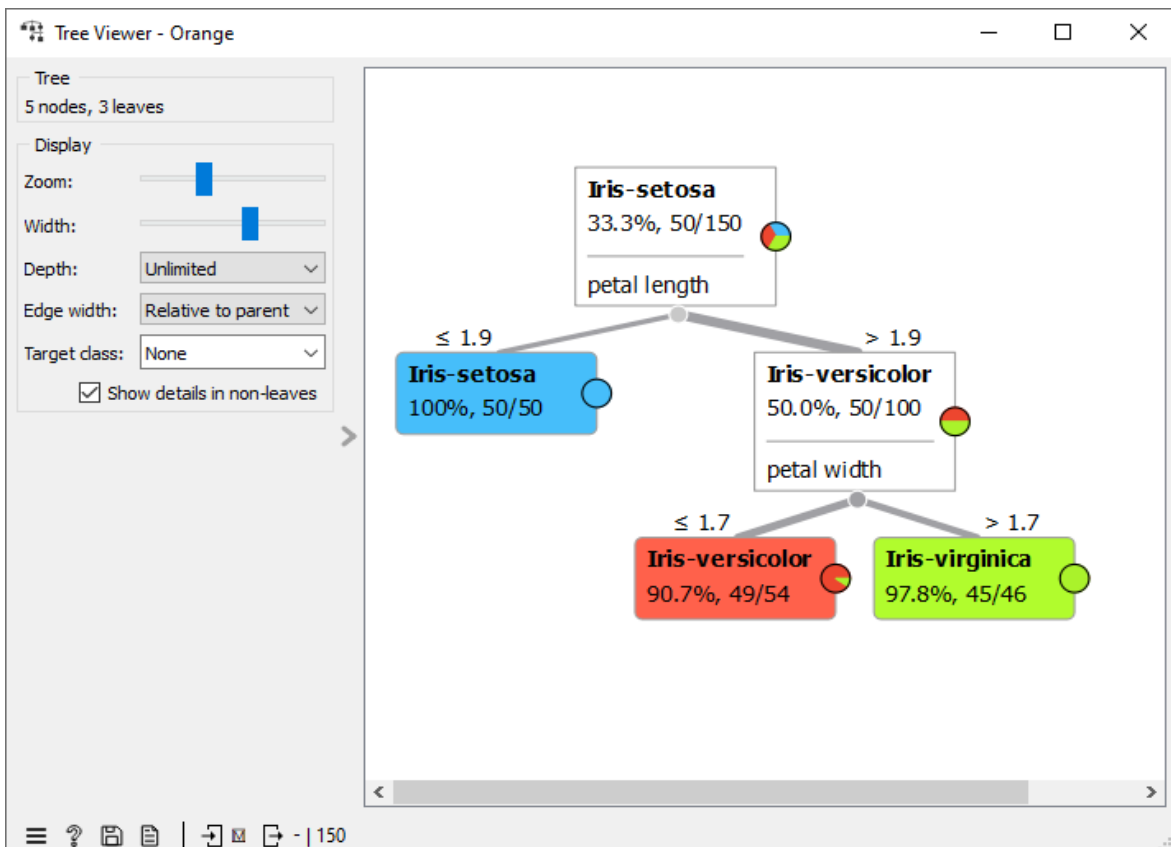 Tree Viewer - Orange
Tree
5 nodes, 3 leaves
Display
Zoom:
Width:
Depth: Unlimited
Edge width: Relative to parent
Target class: None
Show details in non-leaves
Iris-setosa
33.3%, 50/150
petal length
≤ 1.9
> 1.9
Iris-setosa
100%, 50/50
Iris-versicolor
50.0%, 50/100
petal width
≤ 1.7
> 1.7
Iris-versicolor
90.7%, 49/54
Iris-virginica
97.8%, 45/46
- | 150